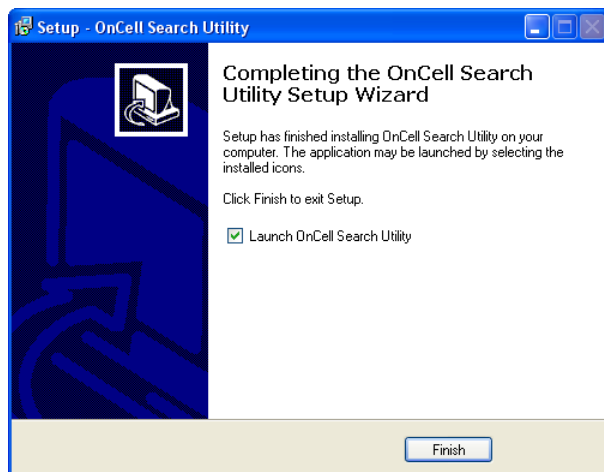 Setup - OnCell Search Utility
Completing the OnCell Search
Utility Setup Wizard
Setup has finished installing OnCell Search Utility on your
computer. The application may be launched by selecting the
installed icons.
Click Finish to exit Setup.
Launch OnCell Search Utility
Finish